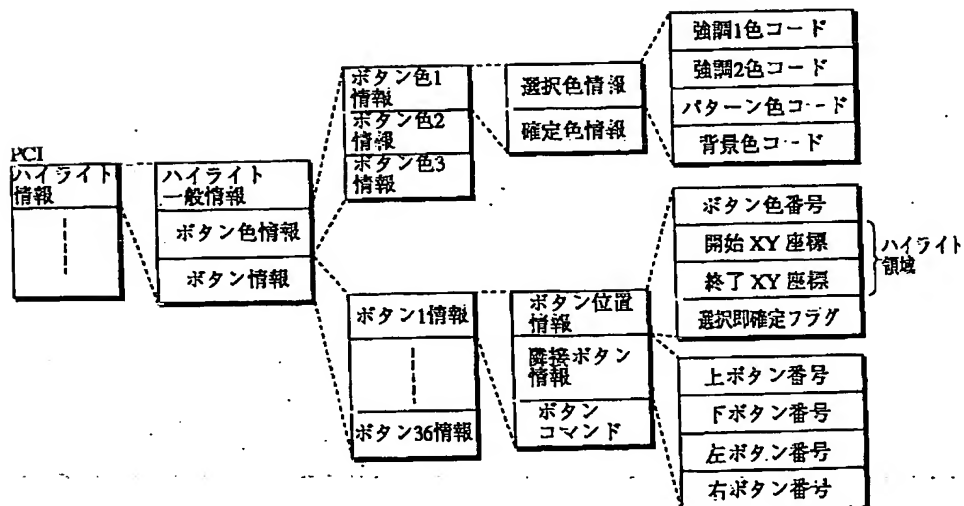 PCI
ハイライト
情報
ハイライト
一般情報
ボタン色情報
ボタン情報
ボタン色1
情報
ボタン色2
情報
ボタン色3
情報
選択色情報
確定色情報
強調1色コード
強調2色コード
パターン色コード
背景色コード
ボタン1情報
ボタン36情報
ボタン位置
情報
隣接ボタン
情報
ボタン
コマンド
ボタン色番号
開始 XY 座標
終了 XY 座標
選択即確定フラグ
ハイライト
領域
上ボタン番号
下ボタン番号
左ボタン番号
右ボタン番号